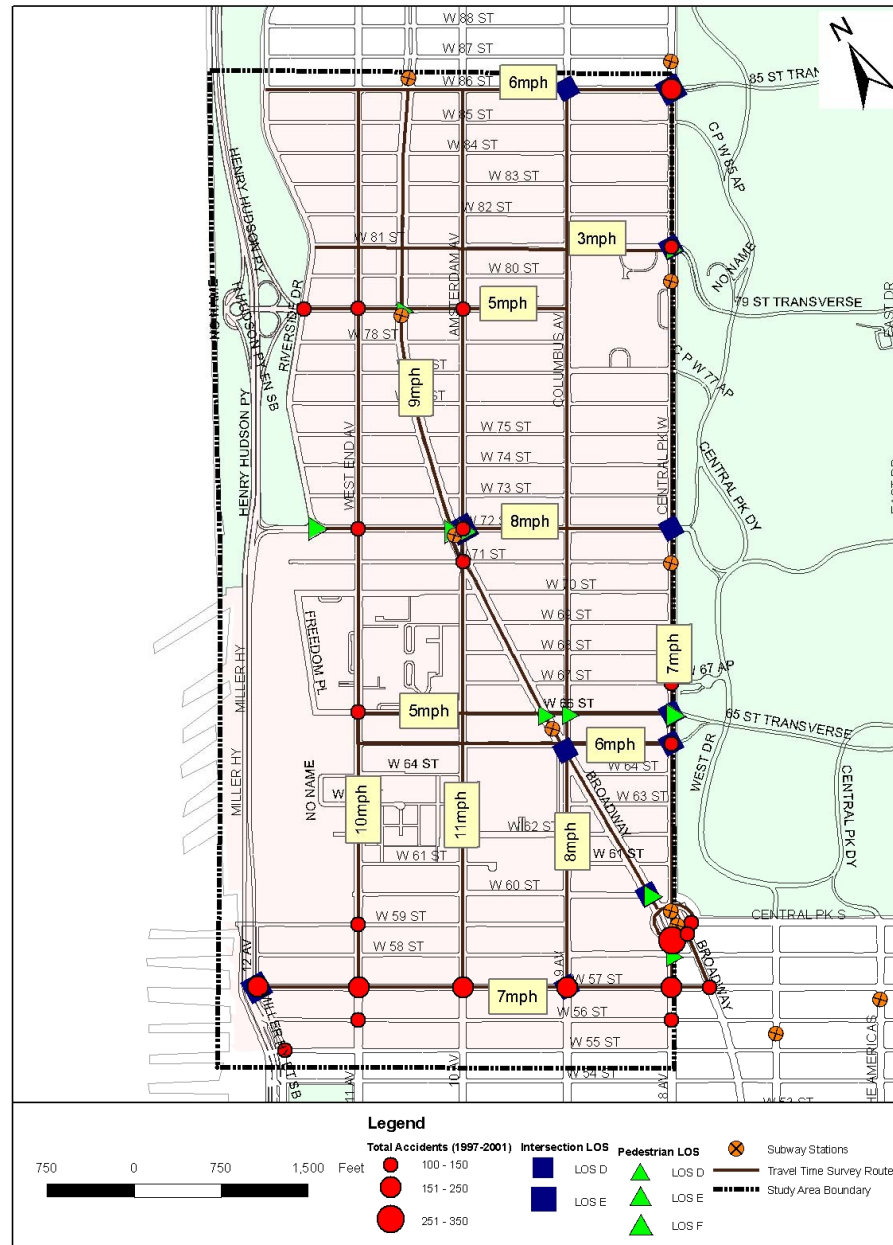 W 88 ST
W 87 ST
W 86 ST
6mph
85 ST TRANS
N
W 85 ST
W 84 ST
C P W 85 AP
W 83 ST
W 82 ST
HENRY HUDSON PY
W 81 ST
3mph
AMSTERDAM AV
W 80 ST
NO NAME
NO NAME
H HUDSON PY EN SB
RIVERSIDE DR
5mph
79 ST TRANSVERSE
EAST DR
W 78 ST
COLUMBUS AV
C P W 77 AP
9mph
HENRY HUDSON PY
WEST END AV
W 75 ST
W 74 ST
W 73 ST
CENTRAL PK W
CENTRAL PK DY
W 72 ST
8mph
W 71 ST
W 70 ST
W 69 ST
W 68 ST
W 67 ST
FREEDOM PL
MILLER HY
7mph
W 67 AP
W 66 ST
5mph
65 ST TRANSVERSE
6mph
WEST DR
W 64 ST
W 64 ST
MILLER HY
NO NAME
10mph
11mph
8mph
BROADWAY
W 63 ST
CENTRAL PK DY
W 62 ST
W 61 ST
W 61 ST
W 60 ST
W 59 ST
CENTRAL PK S
W 58 ST
BROADWAY
12 AV
9 AV
W 57 ST
7mph
W 56 ST
W 55 ST
W 54 ST
11 AV
10 AV
8 AV
Legend
Total Accidents (1997-2001)
100 - 150
151 - 250
251 - 350
Intersection LOS
LOS D
LOS E
Pedestrian LOS
LOS D
LOS E
LOS F
Subway Stations
Travel Time Survey Route
Study Area Boundary
750
0
750
1,500
Feet